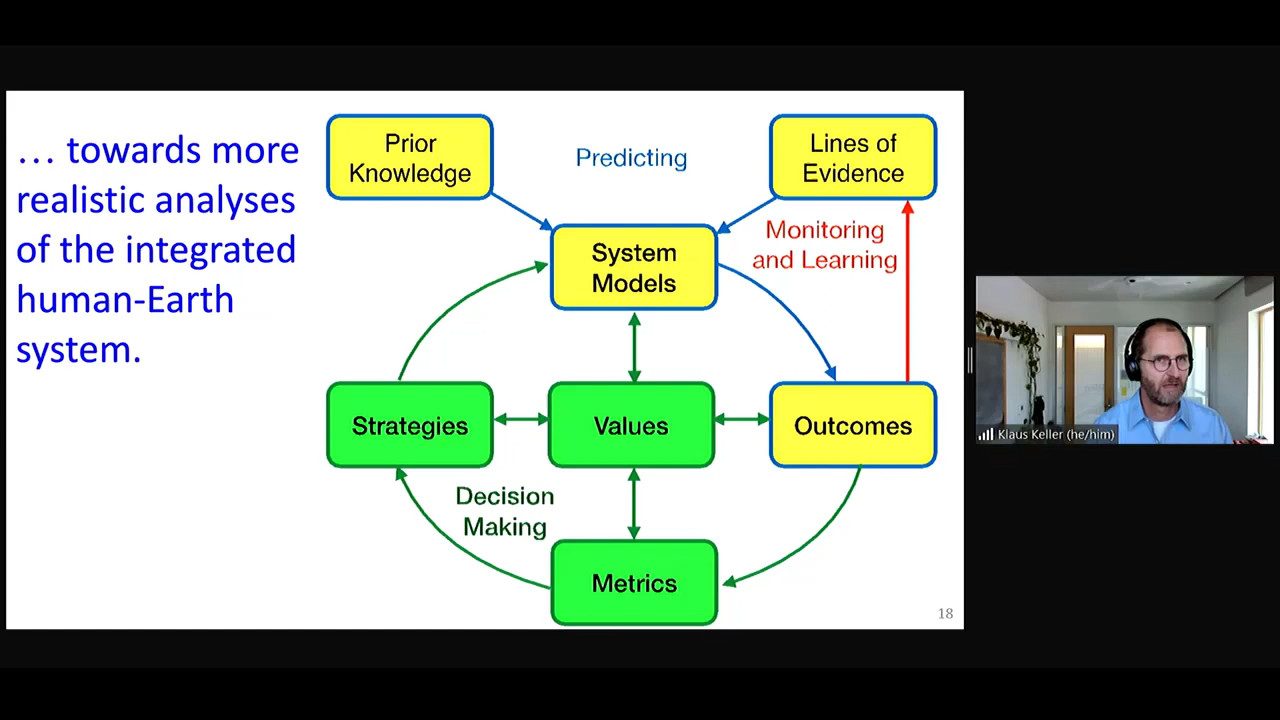 … towards more
realistic analyses
of the integrated
human-Earth
system.
Prior
Knowledge
Predicting
Lines of
Evidence
System
Models
Monitoring
and Learning
Strategies
Values
Outcomes
Decision
Making
Metrics
18
Klaus Keller (he/him)